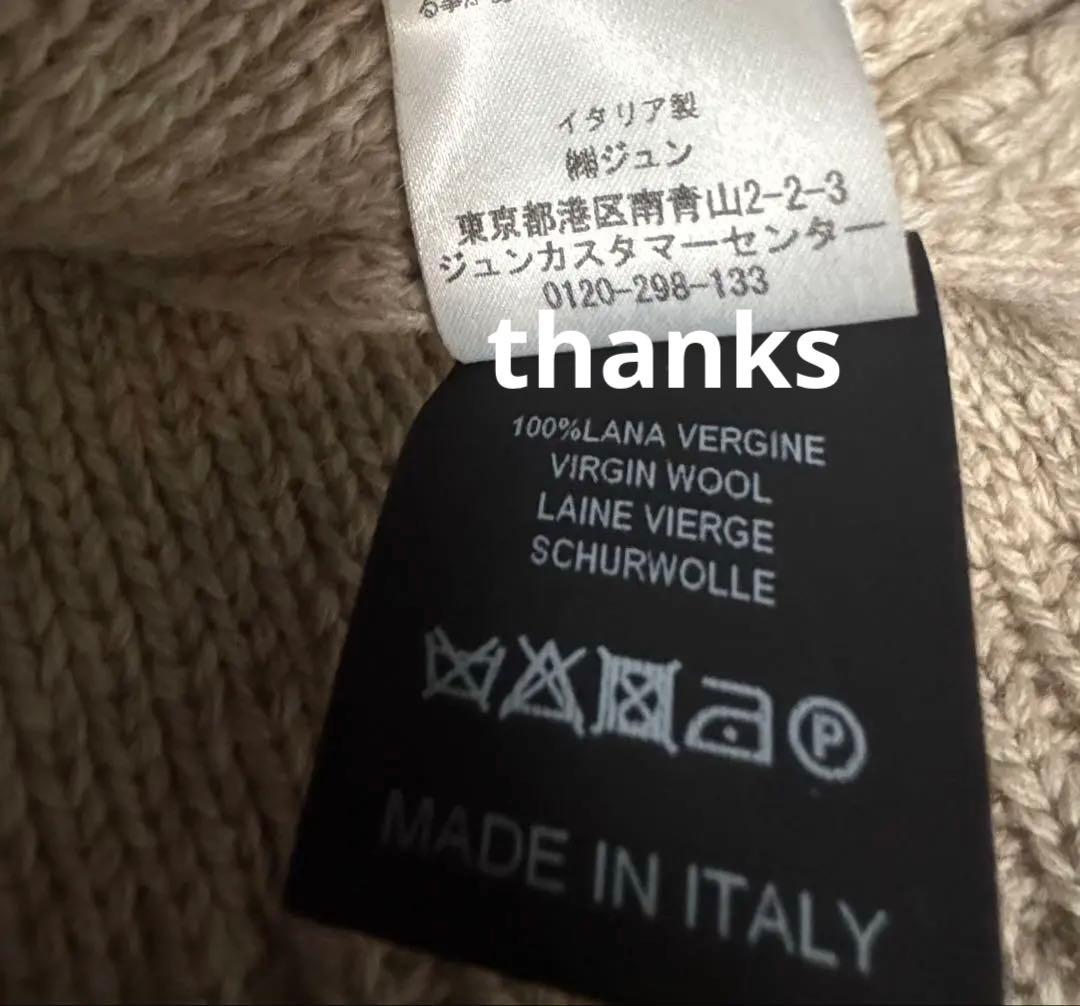 イタリア製
㈱ジュン
東京都港区南青山2-2-3
ジュンカスタマーセンター
0120-298-133
thanks
100%LANA VERGINE
VIRGIN WOOL
LAINE VIERGE
SCHURWOLLE
P
MADE IN ITALY